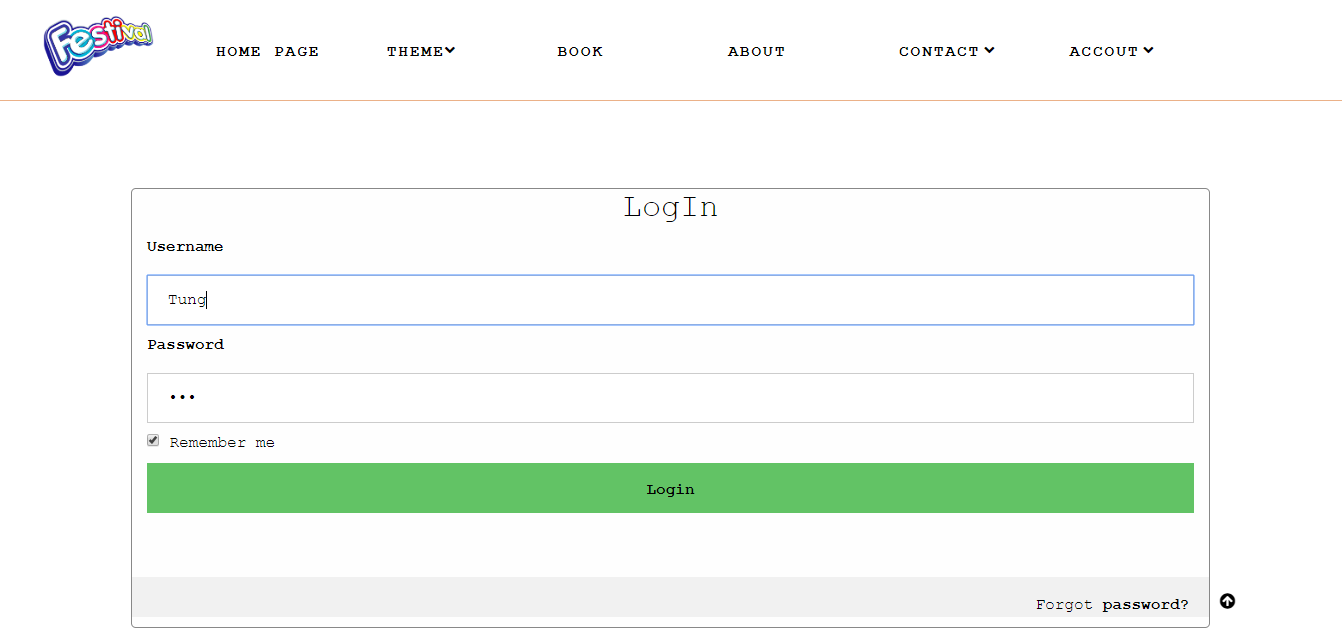 Festival
HOME PAGE THEME BOOK ABOUT CONTACT ACCOUT
LogIn
Username
Tung
Password
•••
Remember me
Login
Forgot password?